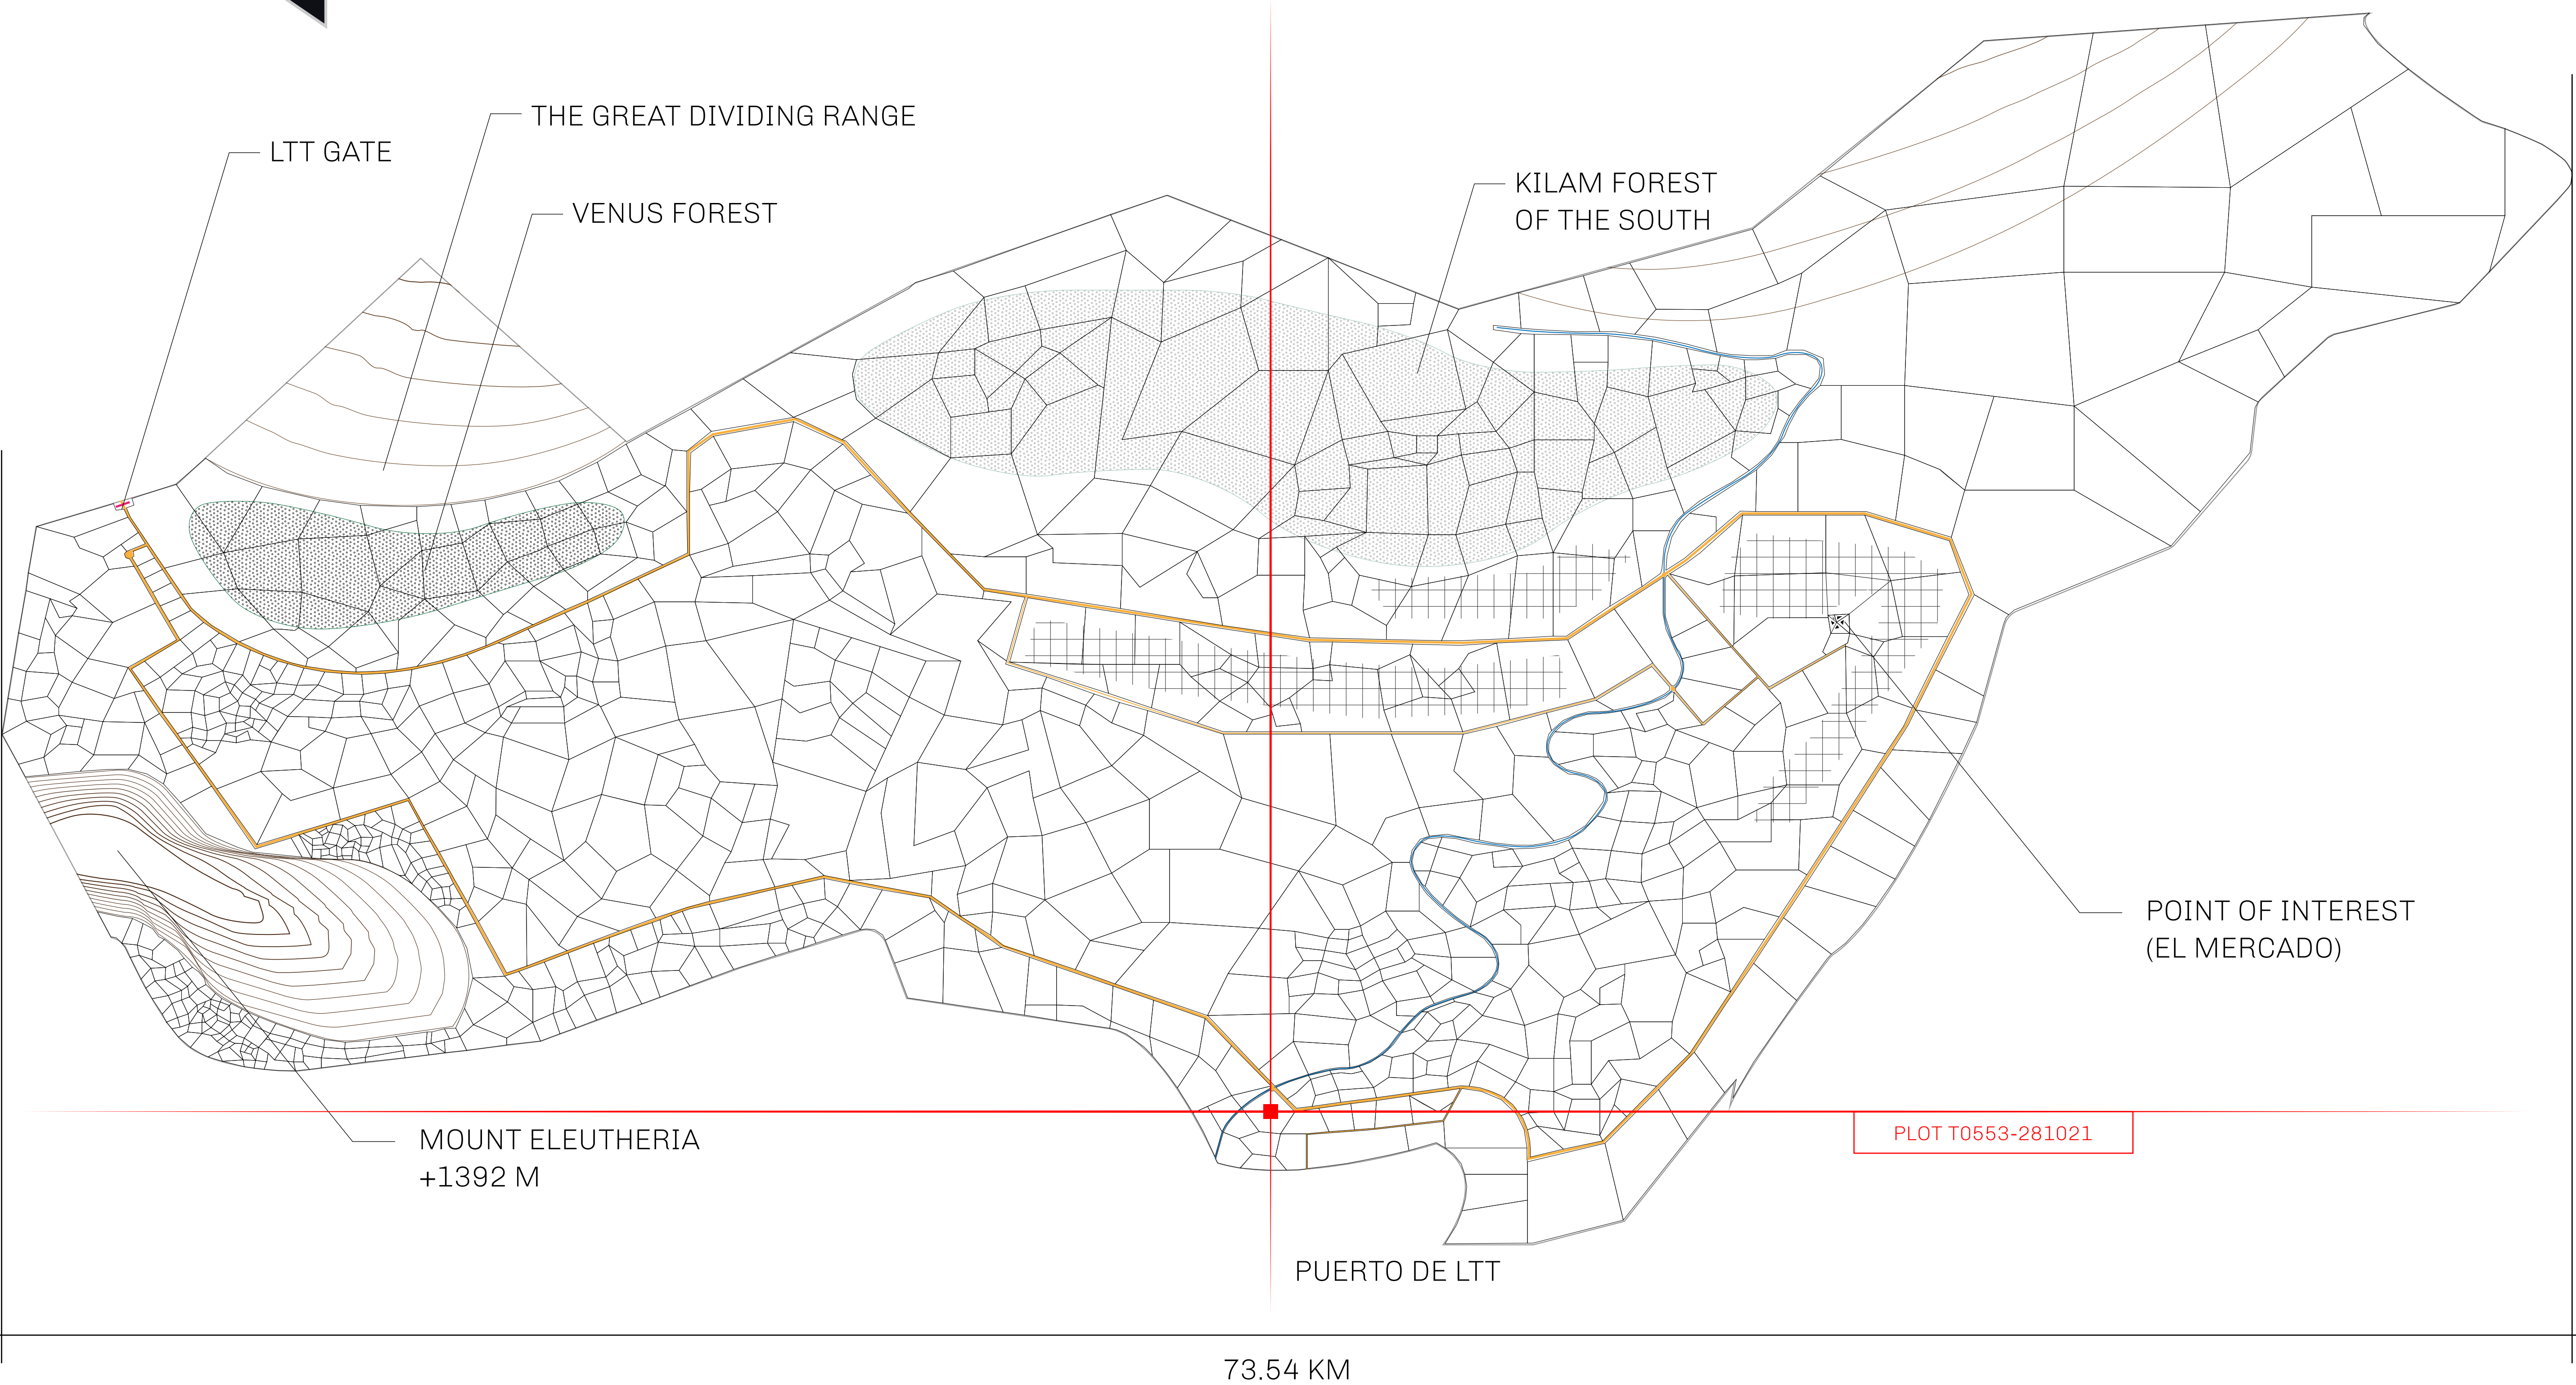 THE GREAT DIVIDING RANGE
LTT GATE
VENUS FOREST
KILAM FOREST
OF THE SOUTH
POINT OF INTEREST
(EL MERCADO)
MOUNT ELEUTHERIA
+1392 M
PLOT T0553-281021
PUERTO DE LTT
73.54 KM